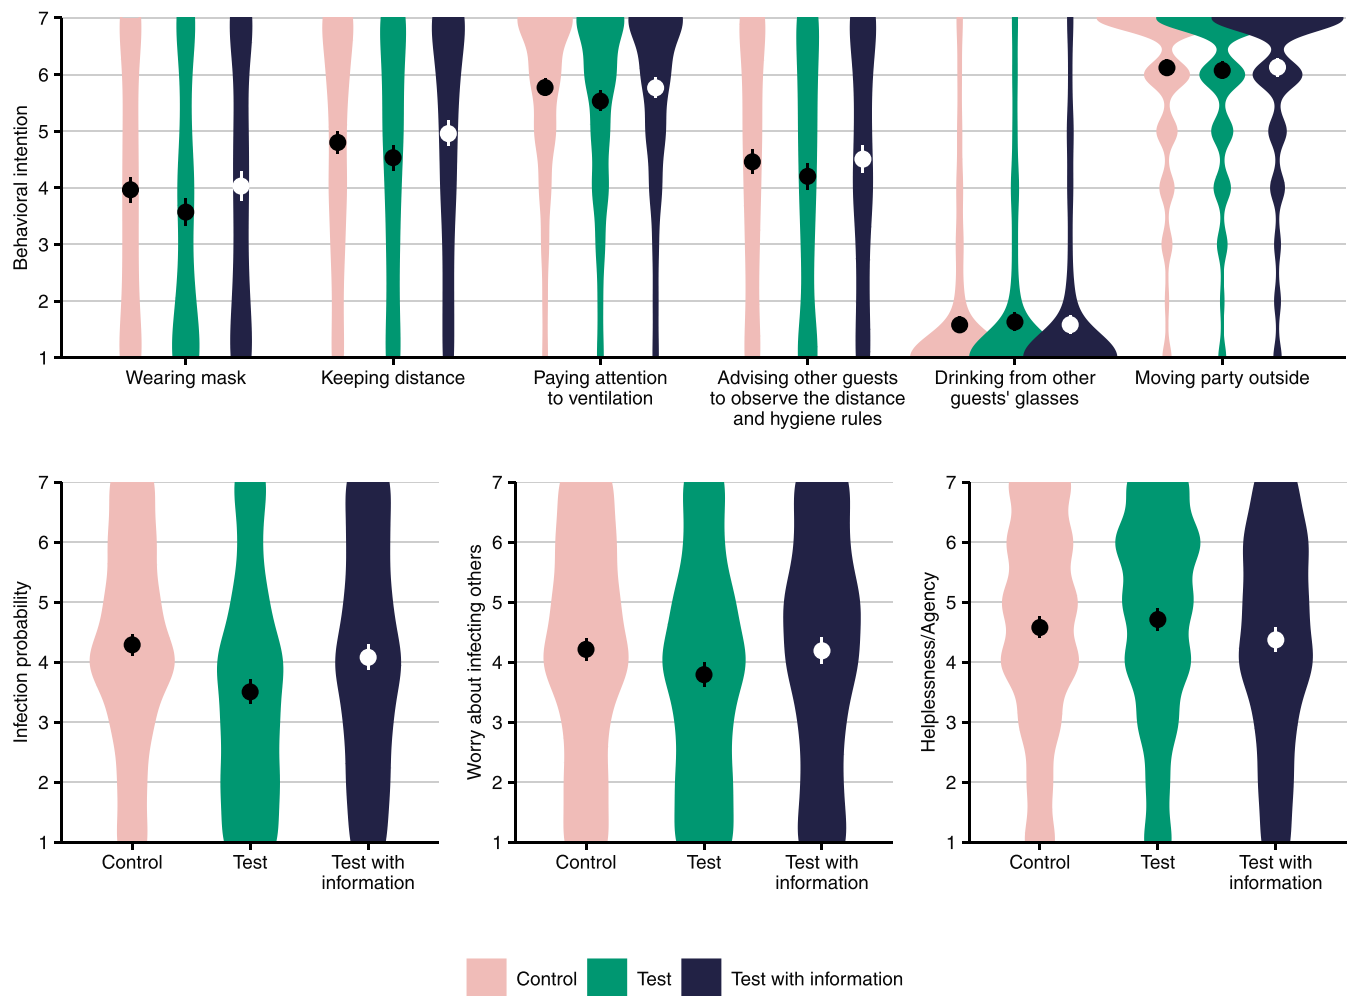 Behavioral intention
7
6
5
4
3
2
1
Wearing mask
Keeping distance
Paying attention
to ventilation
Advising other guests
to observe the distance
and hygiene rules
Drinking from other
guests' glasses
Moving party outside
Infection probability
7
6
5
4
3
2
1
Control
Test
Test with
information
Worry about infecting others
7
6
5
4
3
2
1
Control
Test
Test with
information
Helplessness/Agency
7
6
5
4
3
2
1
Control
Test
Test with
information
Control
Test
Test with information